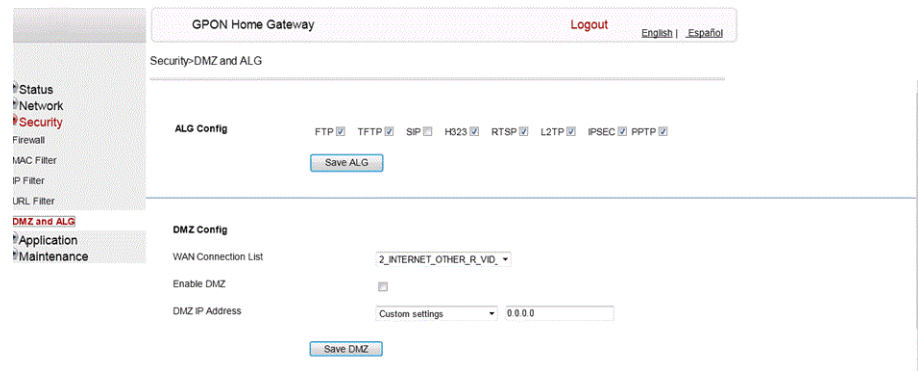 GPON Home Gateway
Logout
English | Español
Security>DMZ and ALG
Status
Network
Security
Firewall
MAC Filter
IP Filter
URL Filter
DMZ and ALG
Application
Maintenance
ALG Config
FTP TFTP SIP H323 RTSP L2TP IPSEC PPTP
Save ALG
DMZ Config
WAN Connection List 2_INTERNET_OTHER_R_VID_
Enable DMZ
DMZ IP Address Custom settings 0.0.0.0
Save DMZ